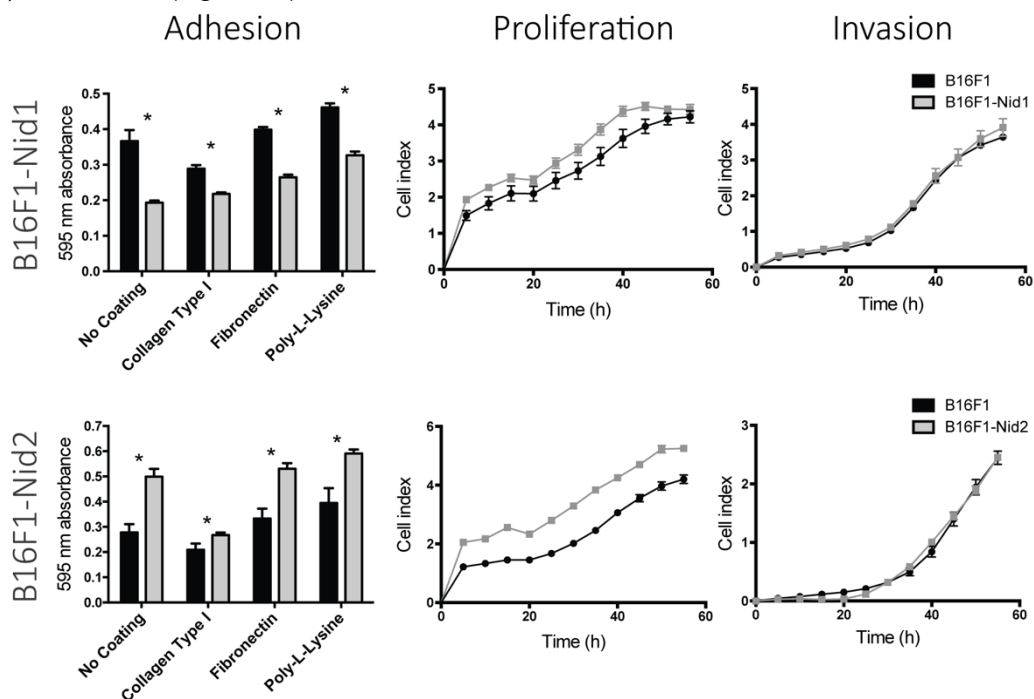 Adhesion
Proliferation
Invasion
B16F1-Nid1
595 nm absorbance
0.5
0.4
0.3
0.2
0.1
0.0
*
*
*
*
No Coating
Collagen Type I
Fibronectin
Poly-L-Lysine
Cell index
5
4
3
2
1
0
0 20 40 60
Time (h)
B16F1
B16F1-Nid1
Cell index
5
4
3
2
1
0
0 20 40 60
Time (h)
B16F1-Nid2
595 nm absorbance
0.7
0.6
0.5
0.4
0.3
0.2
0.1
0.0
*
*
*
*
No Coating
Collagen Type I
Fibronectin
Poly-L-Lysine
Cell index
6
4
2
0
0 20 40 60
Time (h)
B16F1
B16F1-Nid2
Cell index
3
2
1
0
0 20 40 60
Time (h)